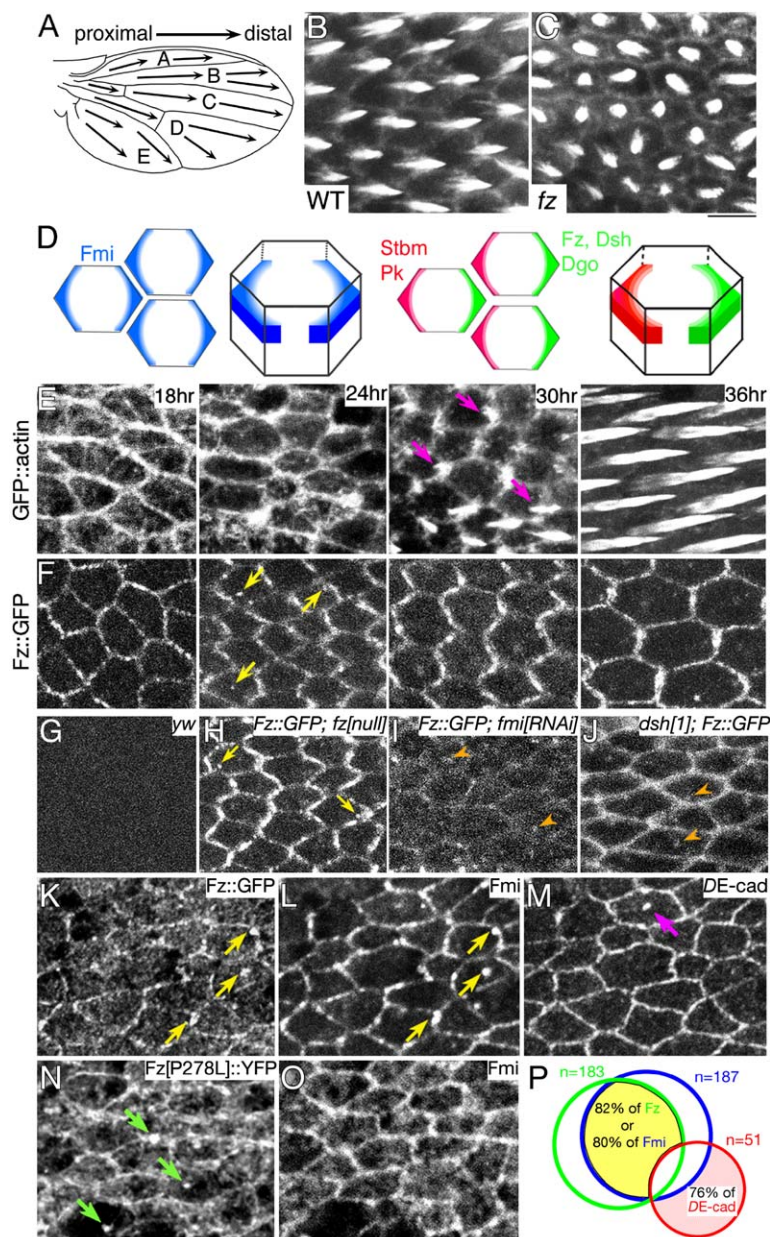 A
proximal
distal
A
B
C
D
E
B
WT
C
fz
D
Fmi
Stbm
Pk
Fz, Dsh
Dgo
E
18hr
24hr
30hr
36hr
GFP::actin
F
Fz::GFP
G
yw
H
Fz::GFP; fz[null]
I
Fz::GFP; fmi[RNAi]
J
dsh[1]; Fz::GFP
K
Fz::GFP
L
Fmi
M
DE-cad
N
Fz[P278L]::YFP
O
Fmi
P
n=183
n=187
82% of Fz
or
80% of Fmi
n=51
76% of
DE-cad